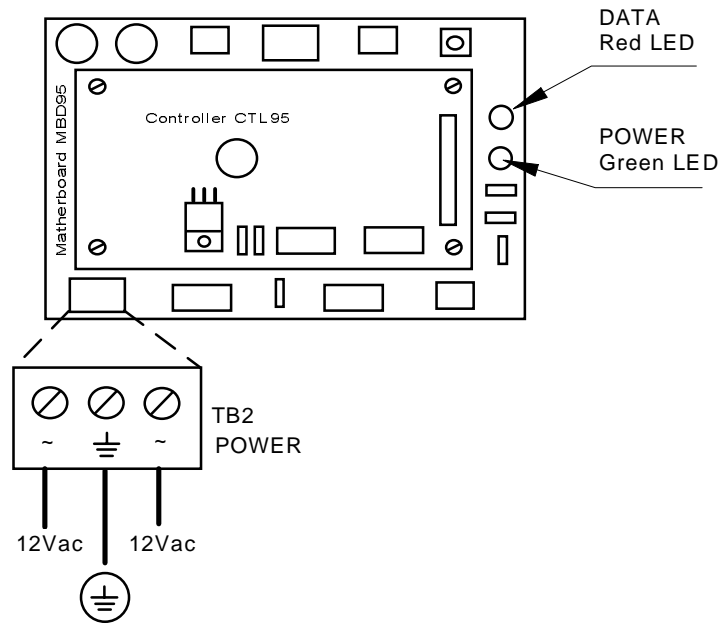 DATA
Red LED
Controller CTL95
POWER
Green LED
Matherboard MBD95
TB2
POWER
~ ~
12Vac 12Vac